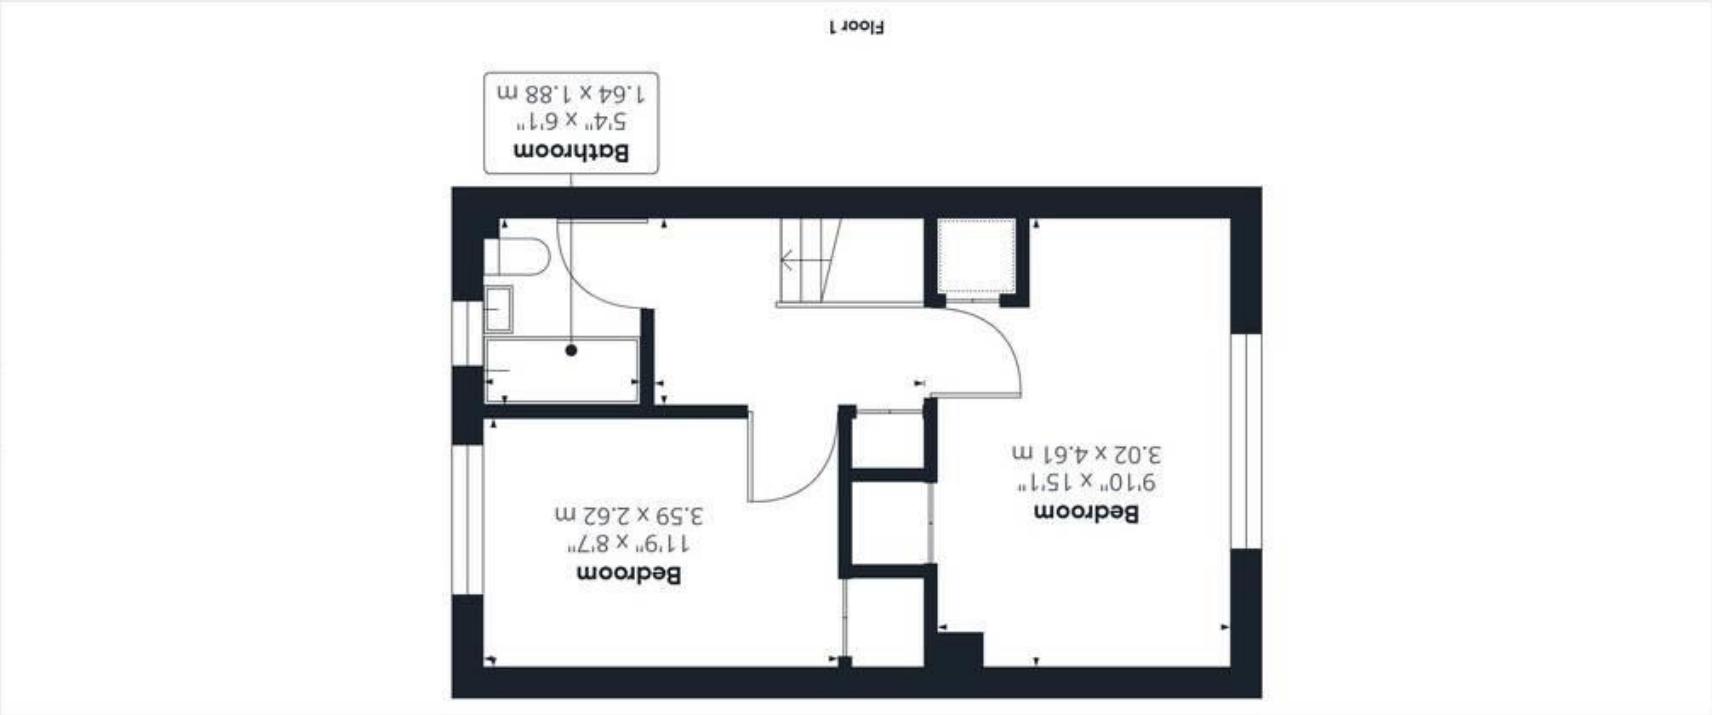 Bedroom
11'9" x 8'7"
3.59 x 2.62 m
Bedroom
9'10" x 15'1"
3.02 x 4.61 m
Bathroom
5'4" x 6'1"
1.64 x 1.88 m
Floor 1